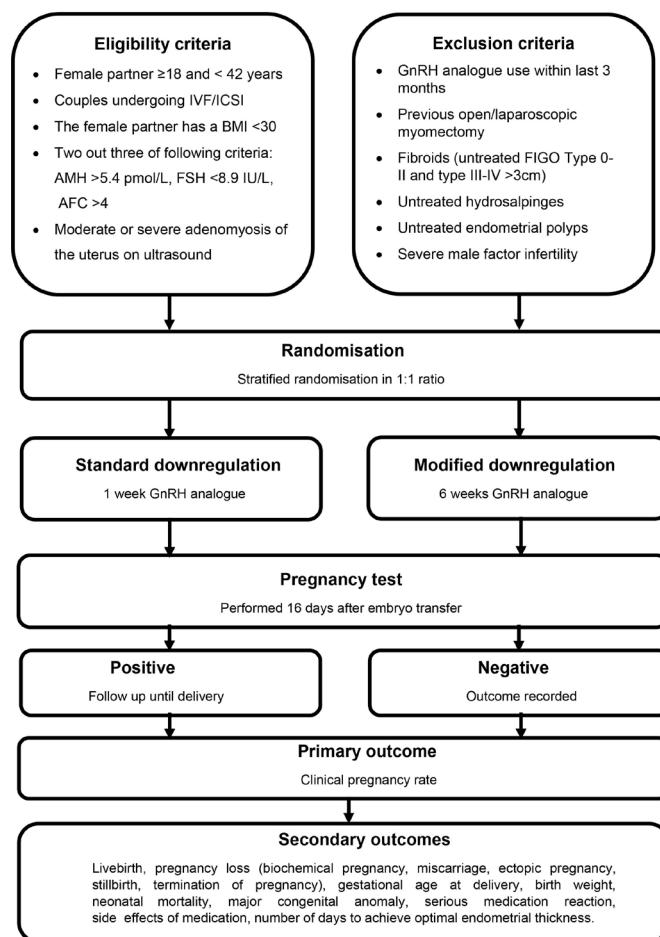 Eligibility criteria
• Female partner ≥18 and < 42 years
• Couples undergoing IVF/ICSI
• The female partner has a BMI <30
• Two out three of following criteria:
AMH >5.4 pmol/L, FSH <8.9 IU/L,
AFC >4
• Moderate or severe adenomyosis of
the uterus on ultrasound
Exclusion criteria
• GnRH analogue use within last 3
months
• Previous open/laparoscopic
myomectomy
• Fibroids (untreated FIGO Type 0-
II and type III-IV >3cm)
• Untreated hydrosalpinges
• Untreated endometrial polyps
• Severe male factor infertility
Randomisation
Stratified randomisation in 1:1 ratio
Standard downregulation
1 week GnRH analogue
Modified downregulation
6 weeks GnRH analogue
Pregnancy test
Performed 16 days after embryo transfer
Positive
Follow up until delivery
Negative
Outcome recorded
Primary outcome
Clinical pregnancy rate
Secondary outcomes
Livebirth, pregnancy loss (biochemical pregnancy, miscarriage, ectopic pregnancy,
stillbirth, termination of pregnancy), gestational age at delivery, birth weight,
neonatal mortality, major congenital anomaly, serious medication reaction,
side effects of medication, number of days to achieve optimal endometrial thickness.